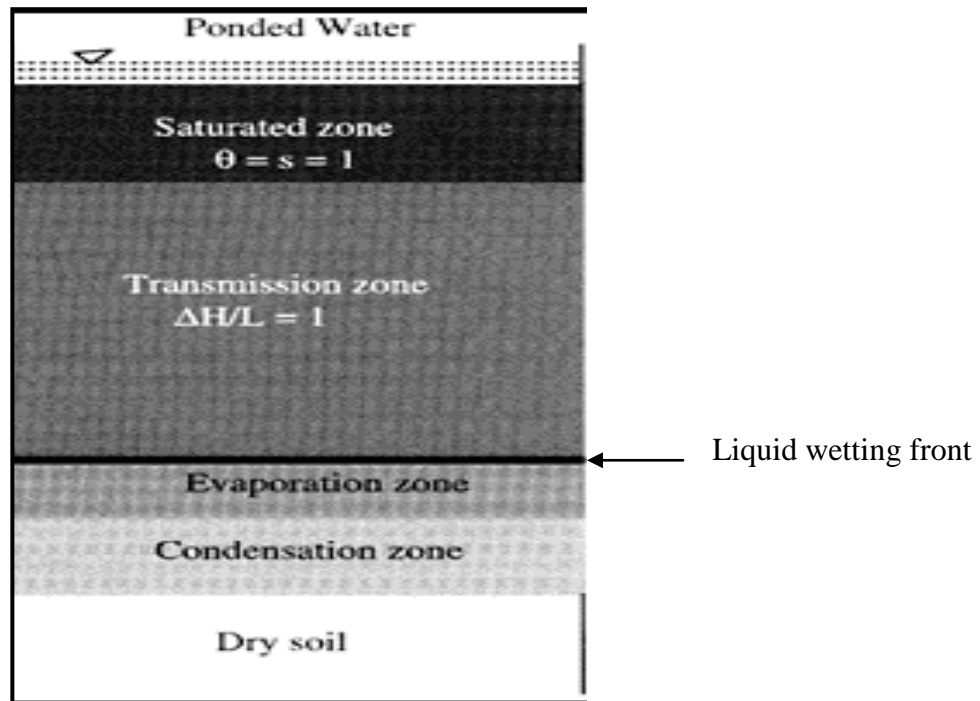 Ponded Water
Saturated zone
θ = s = 1
Transmission zone
ΔH/L = 1
Liquid wetting front
Evaporation zone
Condensation zone
Dry soil